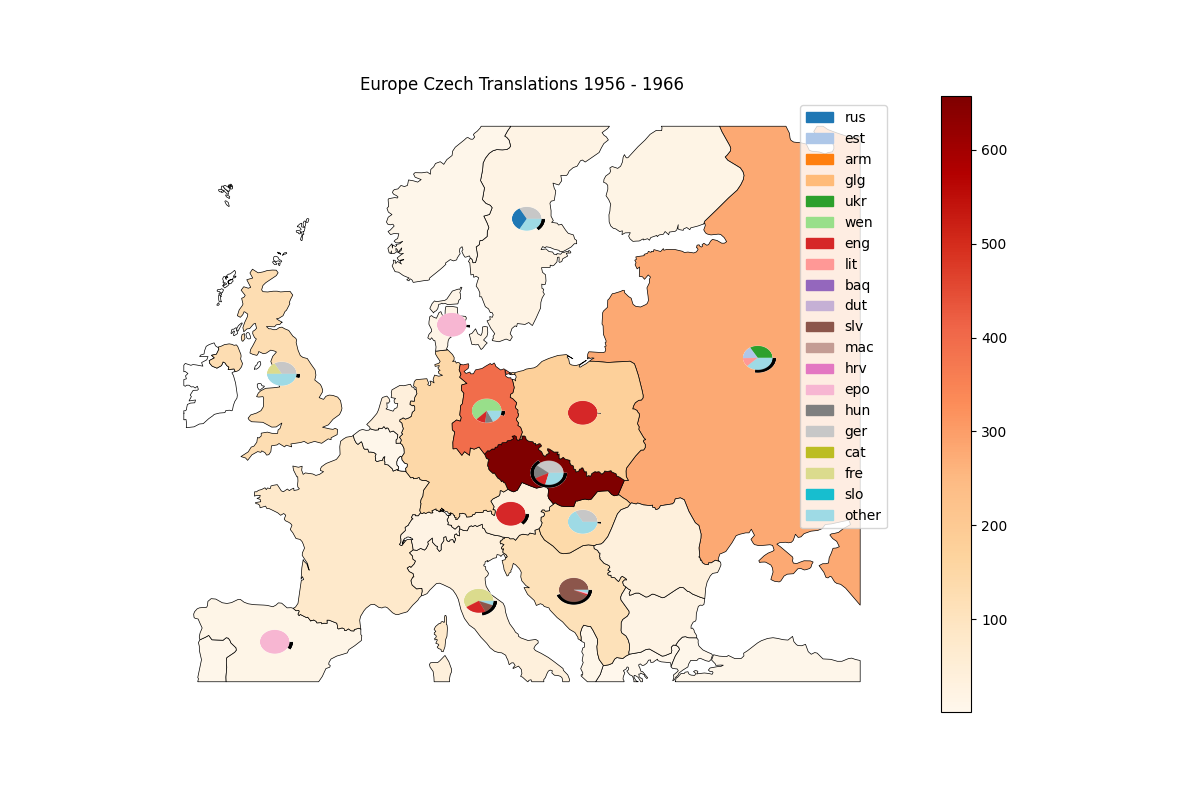 Europe Czech Translations 1956 - 1966
rus
est
arm
glg
ukr
wen
eng
lit
baq
dut
slv
mac
hrv
epo
hun
ger
cat
fre
slo
other
600
500
400
300
200
100